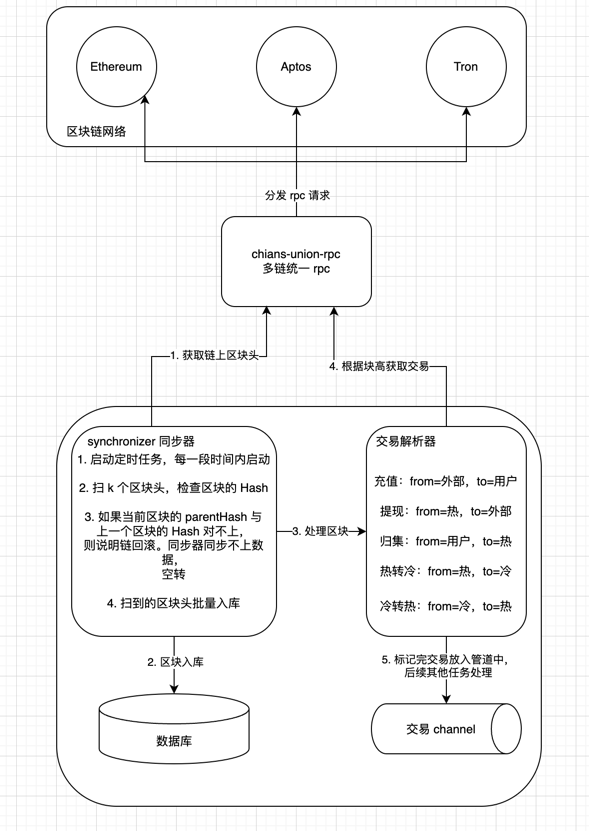 Ethereum
Aptos
Tron
区块链网络
分发 rpc 请求
chians-union-rpc
多链统一 rpc
1. 获取链上区块头
4. 根据块高获取交易
synchronizer 同步器
1. 启动定时任务，每一段时间内启动
2. 扫 k 个区块头，检查区块的 Hash
3. 如果当前区块的 parentHash 与
上一个区块的 Hash 对不上，
则说明链回滚。同步器同步不上数
据，
空转
4. 扫到的区块头批量入库
3. 处理区块
交易解析器
充值：from=外部，to=用户
提现：from=热，to=外部
归集：from=用户，to=热
热转冷：from=热，to=冷
冷转热：from=冷，to=热
2. 区块入库
5. 标记完交易放入管道中，
后续其他任务处理
数据库
交易 channel